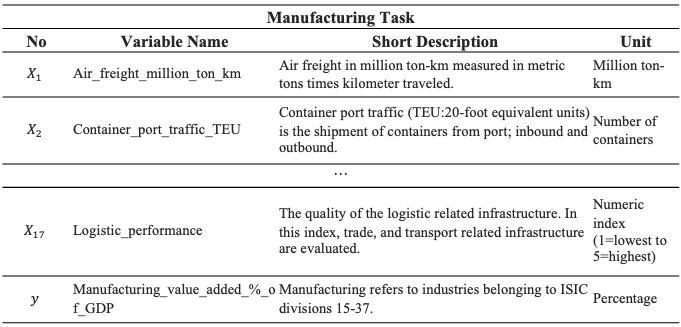 Manufacturing Task
No Variable Name Short Description Unit
X₁ Air_freight_million_ton_km Air freight in million ton-km measured in metric tons times kilometer traveled. Million ton-km
X₂ Container_port_traffic_TEU Container port traffic (TEU:20-foot equivalent units) is the shipment of containers from port; inbound and outbound. Number of containers
...
X₁₇ Logistic_performance The quality of the logistic related infrastructure. In this index, trade, and transport related infrastructure are evaluated. Numeric index (1=lowest to 5=highest)
y Manufacturing_value_added_%_of_GDP Manufacturing refers to industries belonging to ISIC divisions 15-37. Percentage